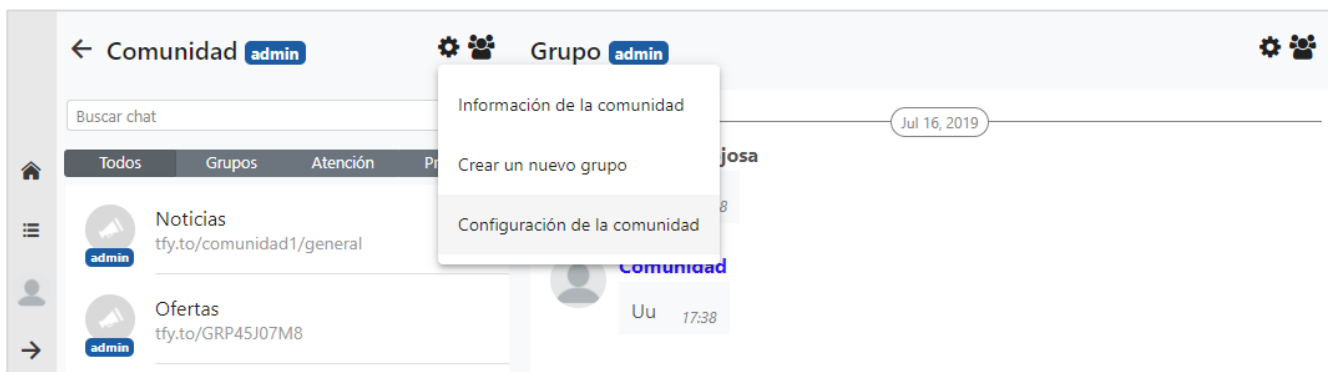 Comunidad admin
Grupo admin
Información de la comunidad
Buscar chat
Jul 16, 2019
Todos Grupos Atención
Crear un nuevo grupo
Noticias
tfy.to/comunidad1/general
admin
Configuración de la comunidad
Comunidad
Uu 17:38
Ofertas
tfy.to/GRP45J07M8
admin